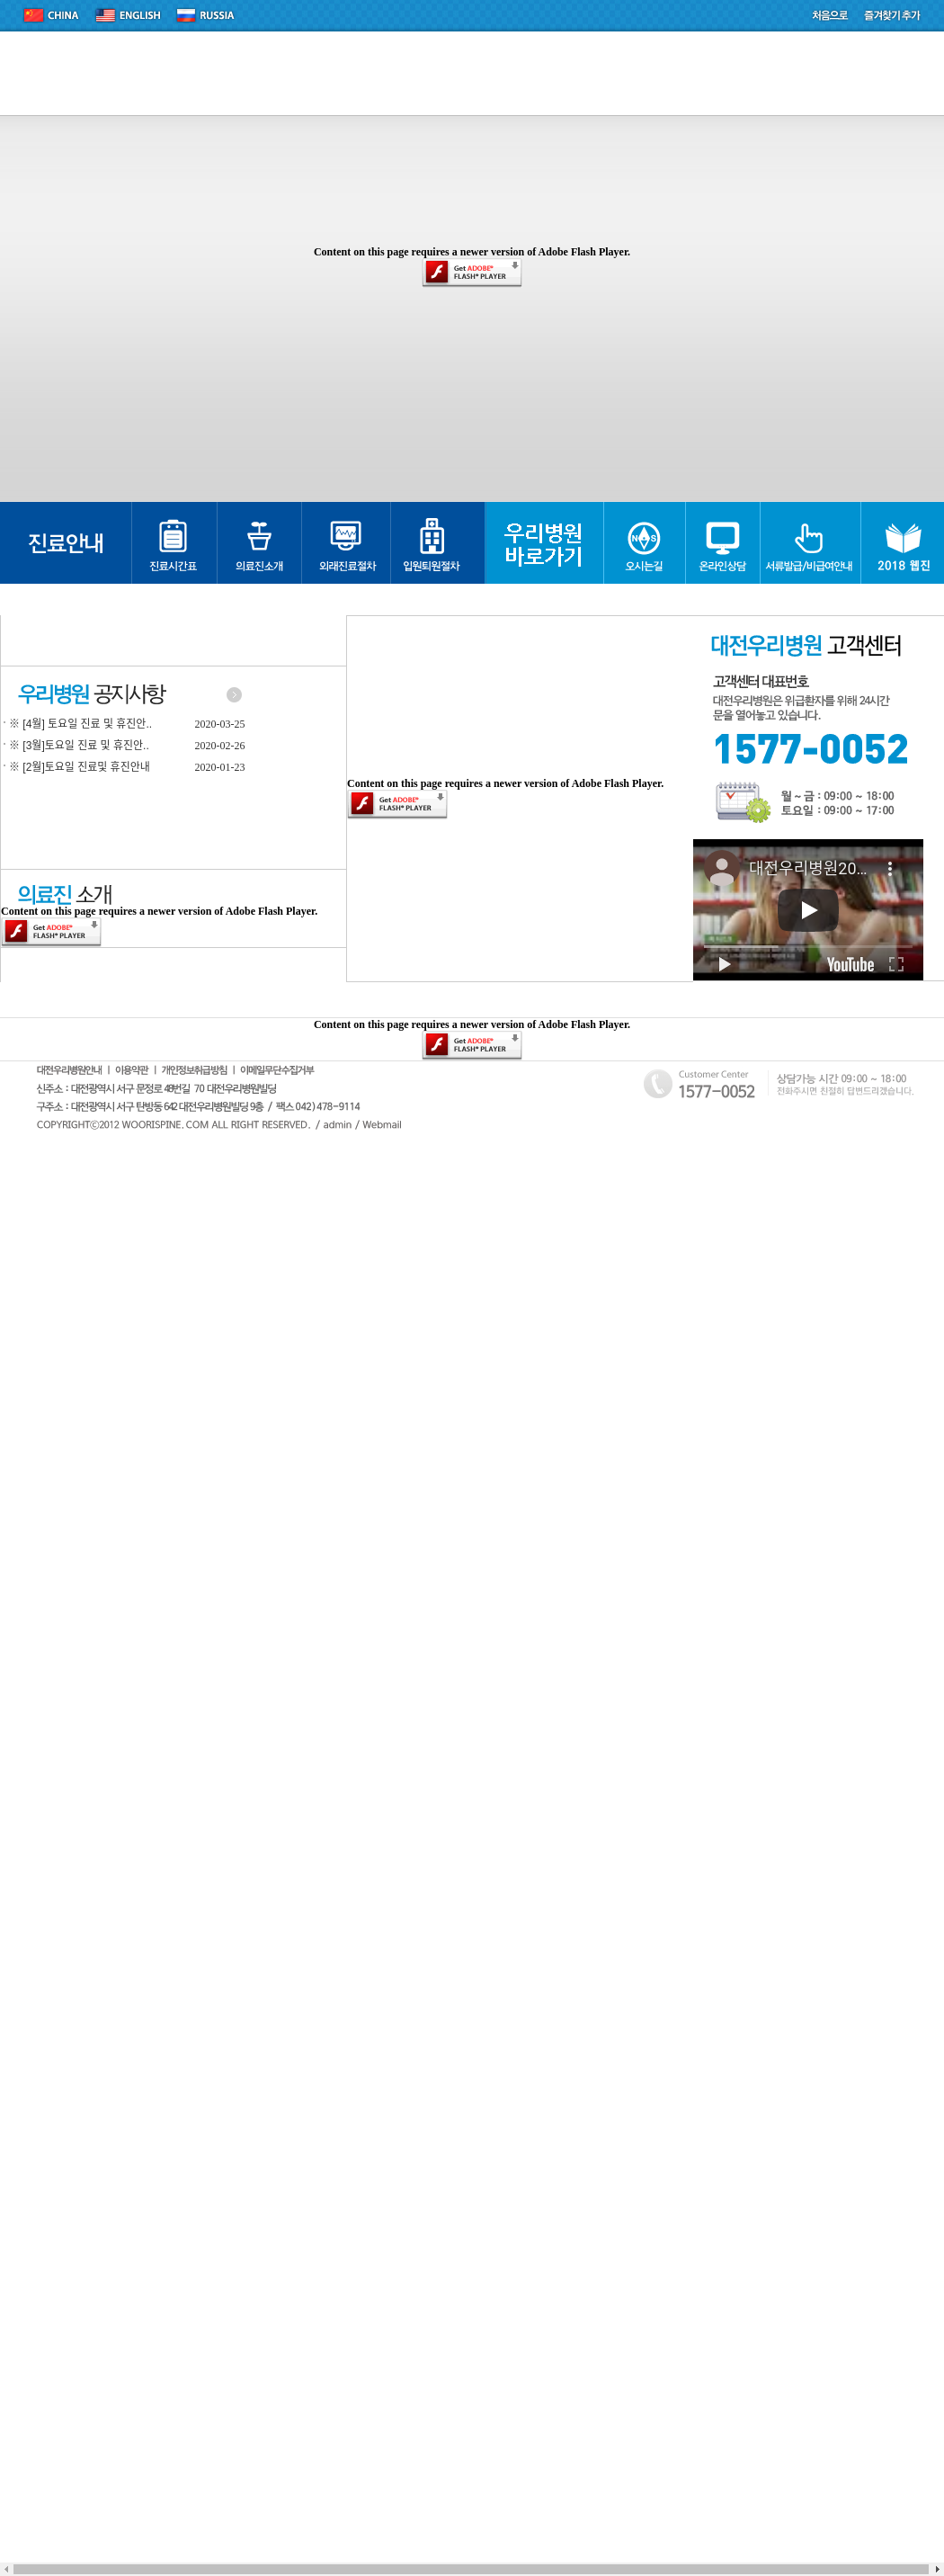 CHINA ENGLISH RUSSIA 처음으로 즐겨찾기 추가
Content on this page requires a newer version of Adobe Flash Player.
Get ADOBE®
FLASH® PLAYER
진료안내
진료시간표
의료진소개
외래진료절차
입원퇴원절차
우리병원
바로가기
오시는길
온라인상담
서류발급/비급여안내
2018 웹진
우리병원 공지사항
· ※ [4월] 토요일 진료 및 휴진안.. 2020-03-25
· ※ [3월]토요일 진료 및 휴진안.. 2020-02-26
· ※ [2월]토요일 진료및 휴진안내 2020-01-23
의료진 소개
Content on this page requires a newer version of Adobe Flash Player.
Get ADOBE®
FLASH® PLAYER
Content on this page requires a newer version of Adobe Flash Player.
Get ADOBE®
FLASH® PLAYER
대전우리병원 고객센터
고객센터 대표번호
대전우리병원은 위급환자를 위해 24시간
문을 열어놓고 있습니다.
1577-0052
월 ~ 금 : 09:00 ~ 18:00
토요일 : 09:00 ~ 17:00
대전우리병원20...
YouTube
Content on this page requires a newer version of Adobe Flash Player.
Get ADOBE®
FLASH® PLAYER
대전우리병원안내 | 이용약관 | 개인정보취급방침 | 이메일무단수집거부
신주소 : 대전광역시 서구 문정로 48번길 70 대전우리병원빌딩
구주소 : 대전광역시 서구 탄방동 642 대전우리병원빌딩 9층 / 팩스 042) 478-9114
COPYRIGHTⓒ2012 WOORISPINE.COM ALL RIGHT RESERVED. / admin / Webmail
Customer Center
1577-0052
상담가능 시간 09:00 ~ 18:00
전화주시면 친절히 답변드리겠습니다.